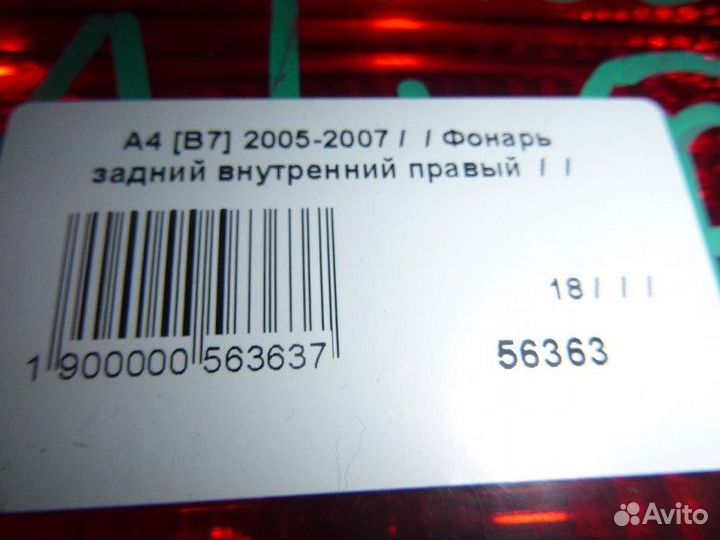 A4 [B7] 2005-2007 / / Фонарь
задний внутренний правый / /
18 / / /
1 900000 563637
56363
Avito